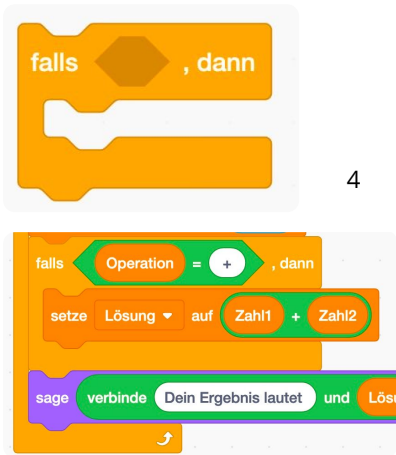 falls , dann
4
falls Operation = + , dann
setze Lösung auf Zahl1 + Zahl2
sage verbinde Dein Ergebnis lautet und